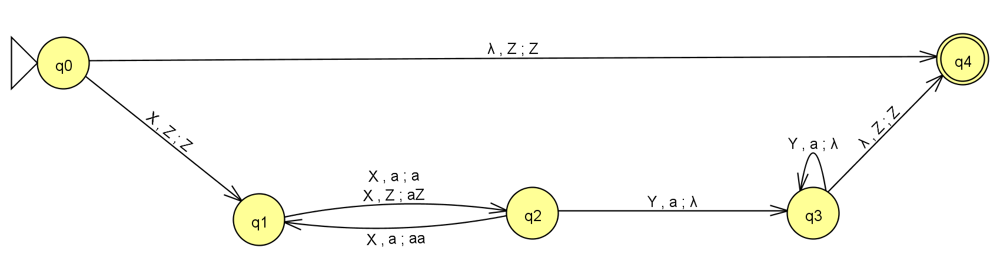 λ , Z ; Z
q0
q4
X , Z ; Z
λ , Z ; Z
Y , a ; λ
X , a ; a
X , Z ; aZ
Y , a ; λ
q1
q2
q3
X , a ; aa